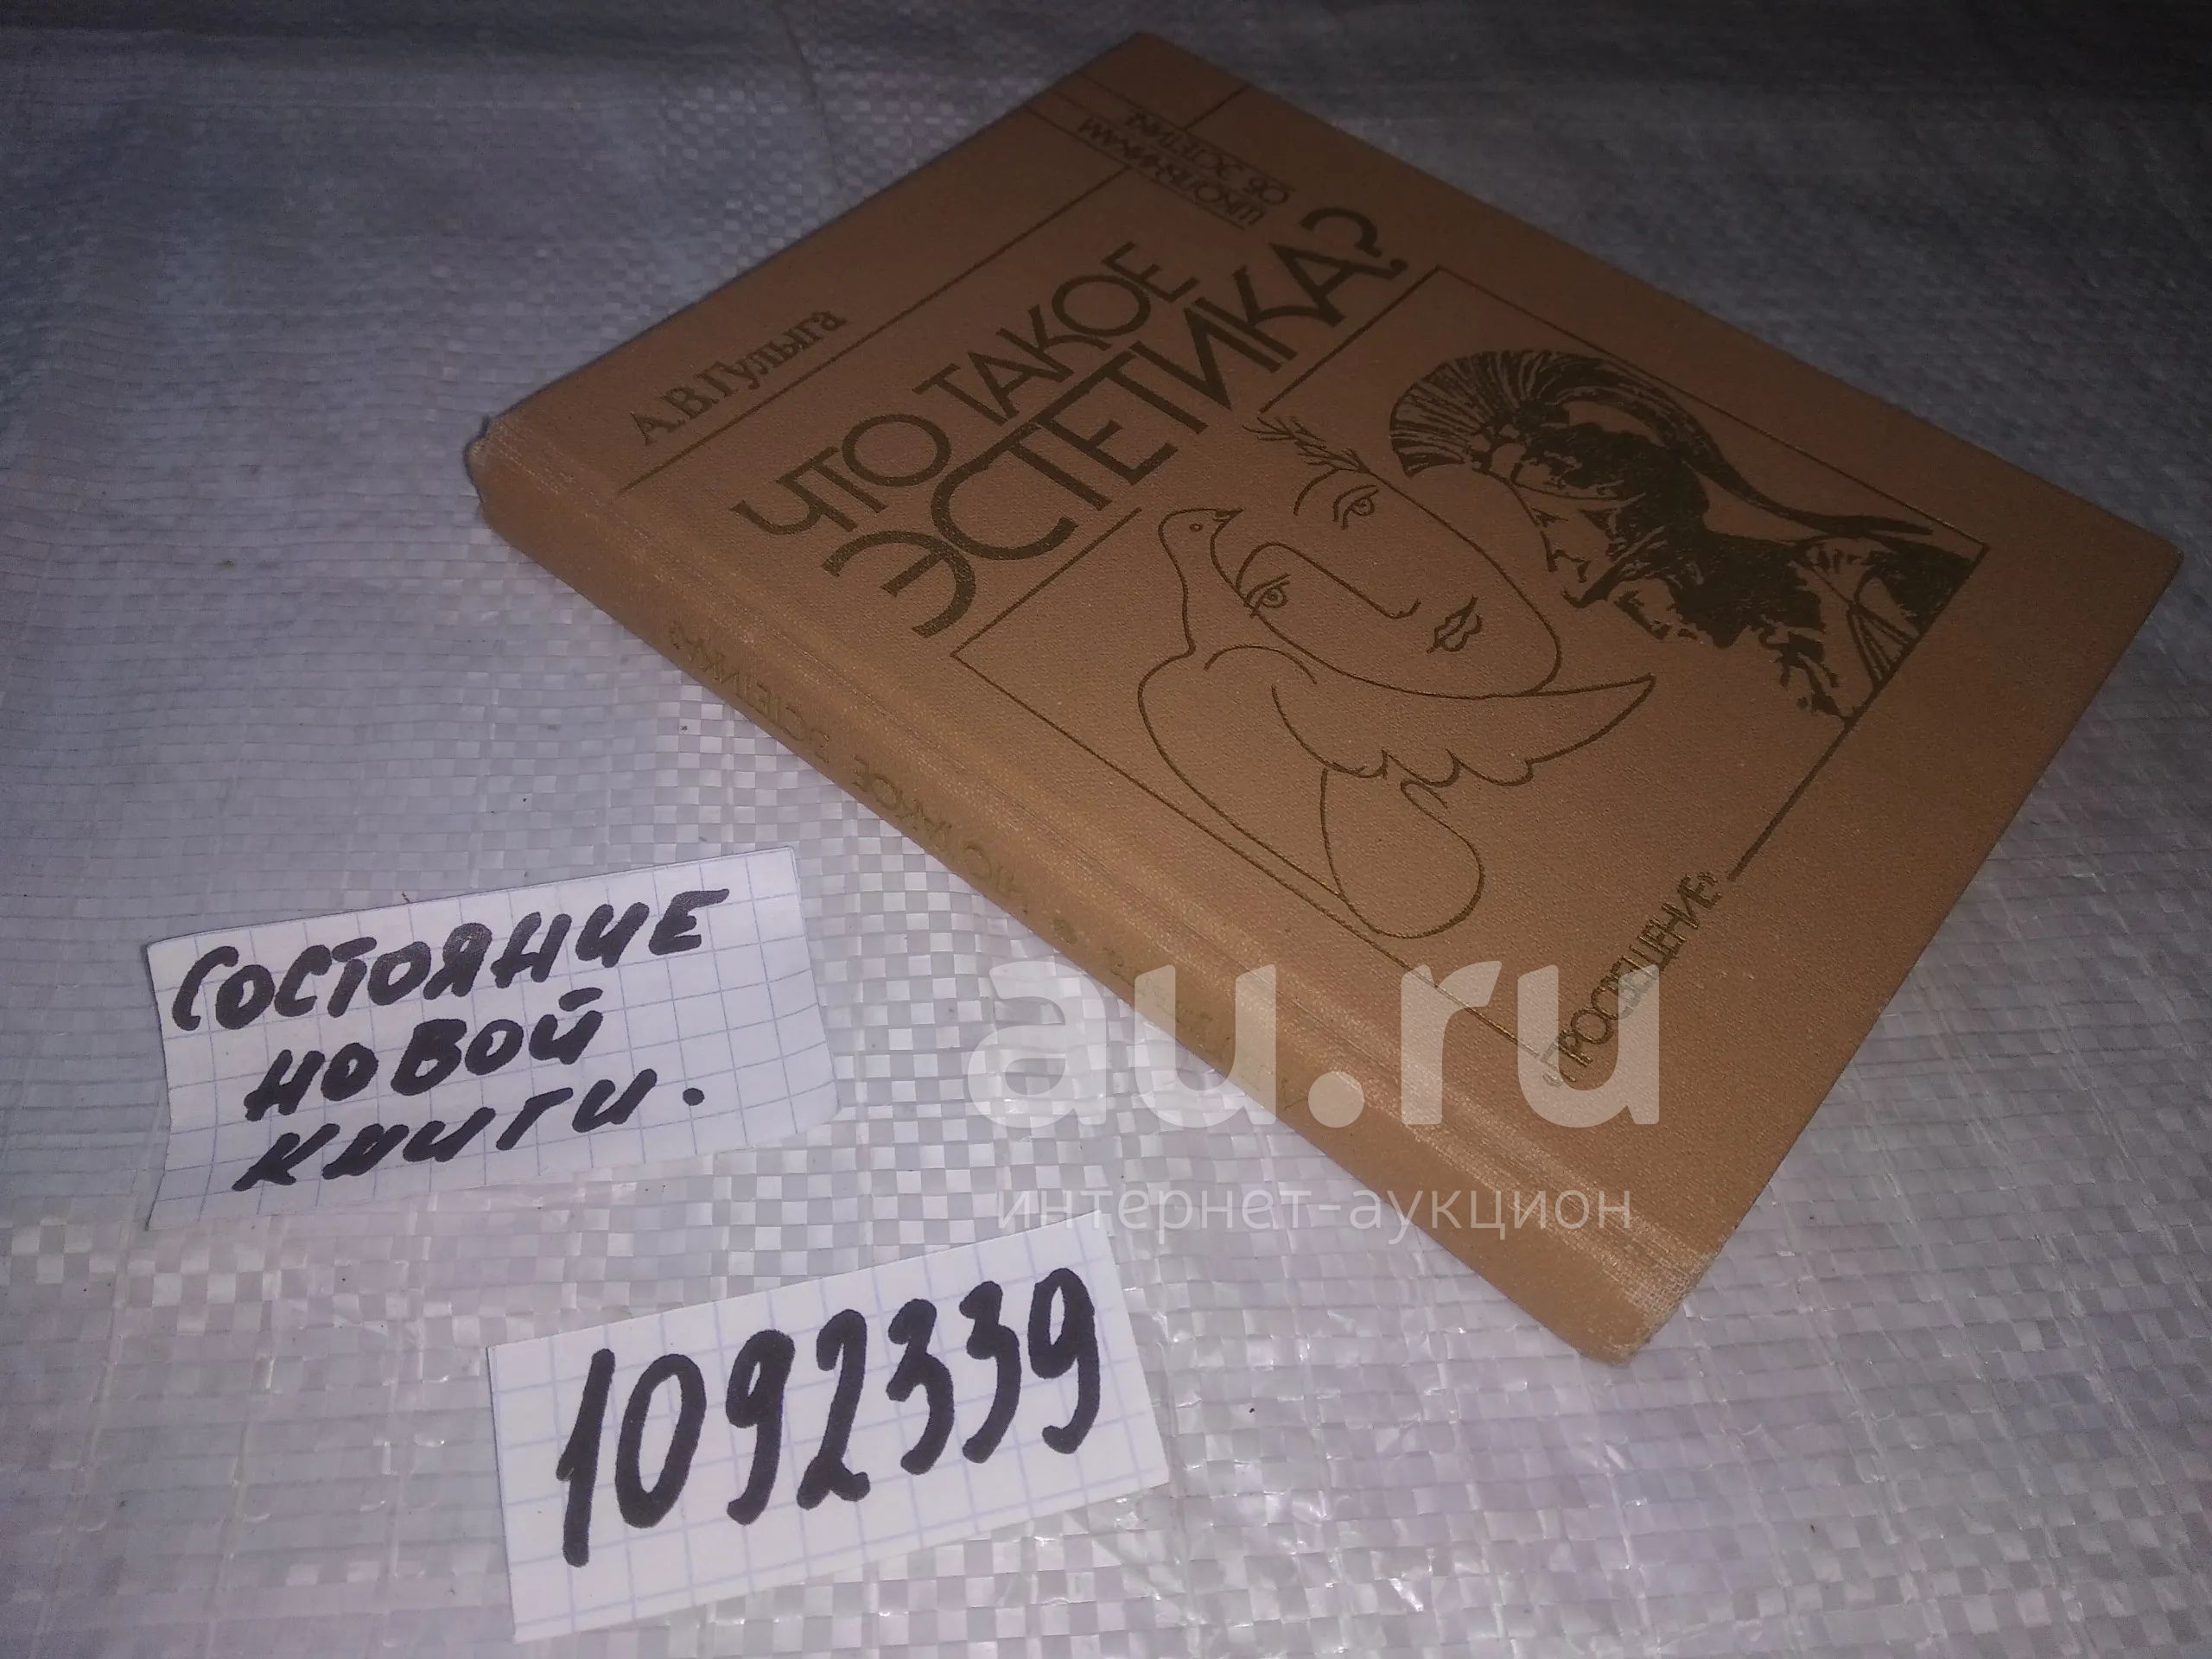 А.В.Гулыга
ШКОЛЬНИКАМ
ОБ ЭСТЕТИКЕ
ЧТО ТАКОЕ
ЭСТЕТИКА?
«ПРОСВЕЩЕНИЕ»
ЧТО ТАКОЕ ЭСТЕТИКА?
СОСТОЯНИЕ
НОВОЙ
КНИГИ.
1092339
au.ru
интернет-аукцион